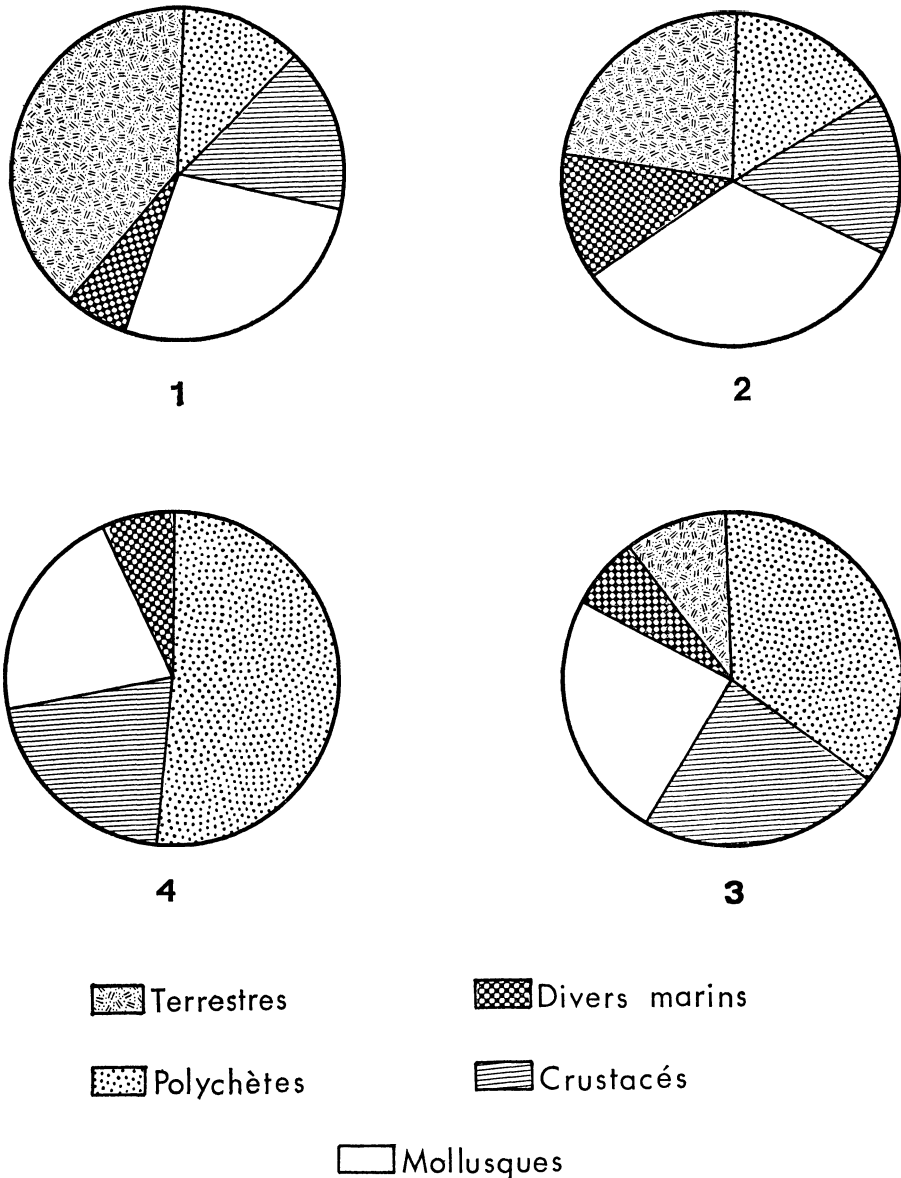 1
2
4
3
Terrestres
Divers marins
Polychètes
Crustacés
Mollusques